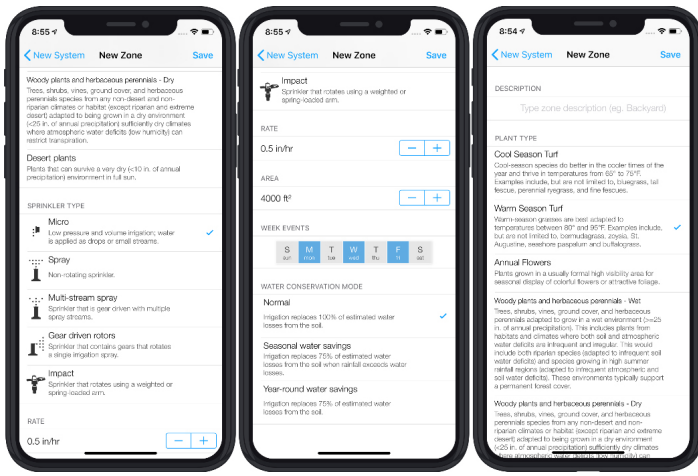 8:55
New System New Zone Save
Woody plants and herbaceous perennials - Dry
Trees, shrubs, vines, ground cover, and herbaceous
perennials species from any non-desert and non-
riparian climates or habitat (except riparian and extreme
desert) adapted to being grown in a dry environment
(<25 in. of annual precipitation) sufficiently dry climates
where atmospheric water deficits (low humidity) can
restrict transpiration.
Desert plants
Plants that can survive a very dry (<10 in. of annual
precipitation) environment in full sun.
SPRINKLER TYPE
Micro
Low pressure and volume irrigation; water
is applied as drops or small streams.
Spray
Non-rotating sprinkler.
Multi-stream spray
Sprinkler that is gear driven with multiple
spray streams.
Gear driven rotors
Sprinkler that contains gears that rotates
a single irrigation spray.
Impact
Sprinkler that rotates using a weighted or
spring-loaded arm.
RATE
0.5 in/hr
8:55
New System New Zone Save
Impact
Sprinkler that rotates using a weighted or
spring-loaded arm.
RATE
0.5 in/hr
AREA
4000 ft²
WEEK EVENTS
S M T W T F S
sun mon tue wed thu fri sat
WATER CONSERVATION MODE
Normal
Irrigation replaces 100% of estimated water
losses from the soil.
Seasonal water savings
Irrigation replaces 75% of estimated water
losses from the soil when rainfall exceeds water
losses.
Year-round water savings
Irrigation replaces 75% of estimated water
losses from the soil.
8:54
New System New Zone Save
DESCRIPTION
Type zone description (eg. Backyard)
PLANT TYPE
Cool Season Turf
Cool-season species do better in the cooler times of the
year and thrive in temperatures from 65° to 75°F.
Examples include, but are not limited to, bluegrass, tall
fescue, perennial ryegrass, and fine fescues.
Warm Season Turf
Warm-season grasses are best adapted to
temperatures between 80° and 95°F. Examples include,
but are not limited to, bermudagrass, zoysia, St.
Augustine, seashore paspalum and buffalograss.
Annual Flowers
Plants grown in a usually formal high visibility area for
seasonal display of colorful flowers or attractive foliage.
Woody plants and herbaceous perennials - Wet
Trees, shrubs, vines, ground cover, and herbaceous
perennials adapted to grow in a wet environment (>=25
in. of annual precipitation). This includes plants from
habitats and climates where both soil and atmospheric
water deficits are infrequent and irregular. This would
include both riparian species (adapted to infrequent soil
water deficits) and species growing in high summer
rainfall regions (adapted to infrequent atmospheric and
soil water deficits). These environments typically support
a permanent forest cover.
Woody plants and herbaceous perennials - Dry
Trees, shrubs, vines, ground cover, and herbaceous
perennials species from any non-desert and non-
riparian climates or habitat (except riparian and extreme
desert) adapted to being grown in a dry environment
(<25 in. of annual precipitation) sufficiently dry climates
where atmospheric water deficits (low humidity) can